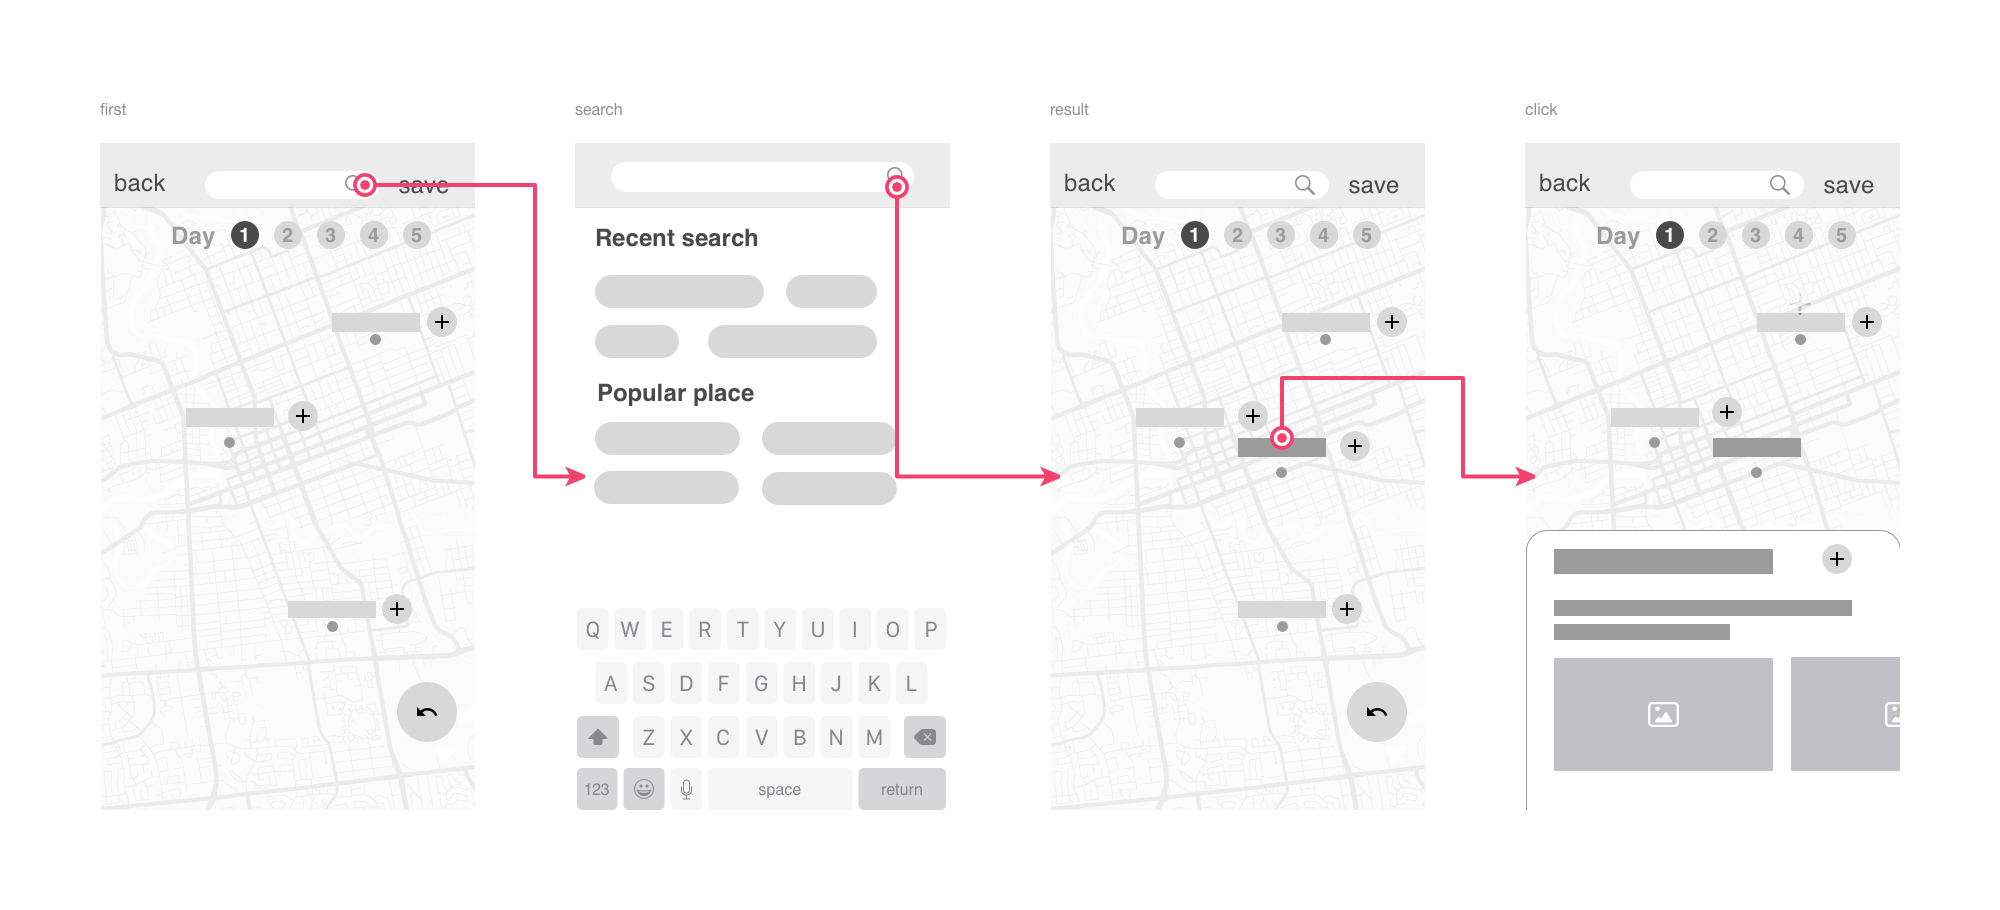 first
search
result
click
back
save
Day 1 2 3 4 5
Recent search
Popular place
Q W E R T Y U I O P
A S D F G H J K L
Z X C V B N M
123
space
return
back
save
Day 1 2 3 4 5
back
save
Day 1 2 3 4 5